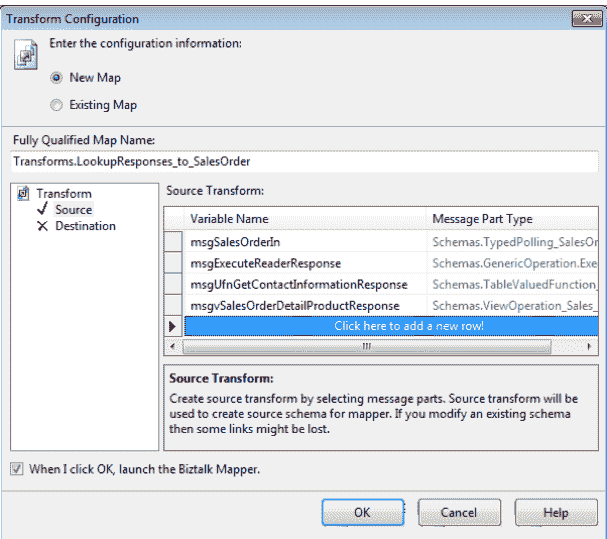 Transform Configuration
Enter the configuration information:
New Map
Existing Map
Fully Qualified Map Name:
Transforms.LookupResponses_to_SalesOrder
Transform
Source
Destination
Source Transform:
Variable Name Message Part Type
msgSalesOrderIn Schemas.TypedPolling_SalesOr
msgExecuteReaderResponse Schemas.GenericOperation.Exe
msgUfnGetContactInformationResponse Schemas.TableValuedFunction_
msgvSalesOrderDetailProductResponse Schemas.ViewOperation_Sales_
Click here to add a new row!
Source Transform:
Create source transform by selecting message parts. Source transform will be
used to create source schema for mapper. If you modify an existing schema
then some links might be lost.
When I click OK, launch the Biztalk Mapper.
OK Cancel Help